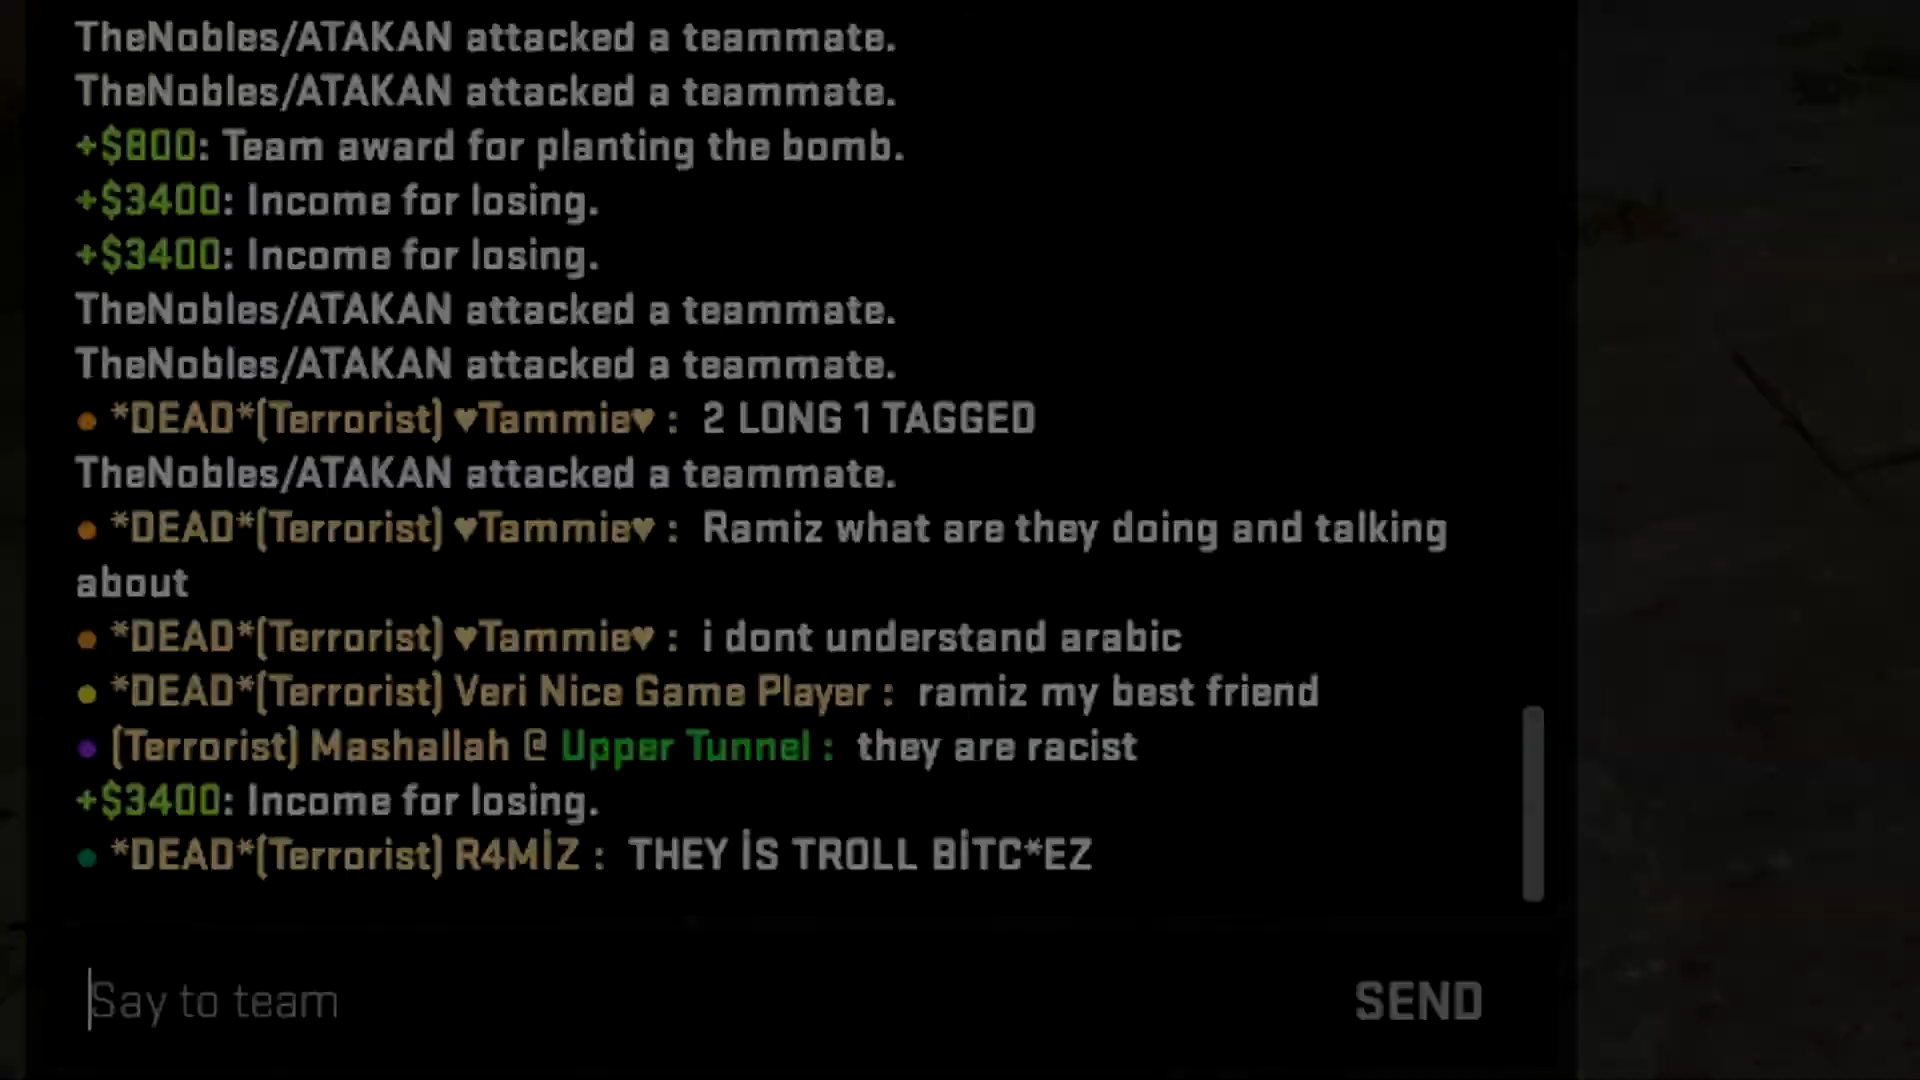 TheNobles/ATAKAN attacked a teammate.
TheNobles/ATAKAN attacked a teammate.
+$800: Team award for planting the bomb.
+$3400: Income for losing.
+$3400: Income for losing.
TheNobles/ATAKAN attacked a teammate.
TheNobles/ATAKAN attacked a teammate.
*DEAD*(Terrorist) ♥Tammie♥ : 2 LONG 1 TAGGED
TheNobles/ATAKAN attacked a teammate.
*DEAD*(Terrorist) ♥Tammie♥ : Ramiz what are they doing and talking
about
*DEAD*(Terrorist) ♥Tammie♥ : i dont understand arabic
*DEAD*(Terrorist) Veri Nice Game Player : ramiz my best friend
(Terrorist) Mashallah @ Upper Tunnel : they are racist
+$3400: Income for losing.
*DEAD*(Terrorist) R4MİZ : THEY İS TROLL BİTC*EZ
Say to team SEND